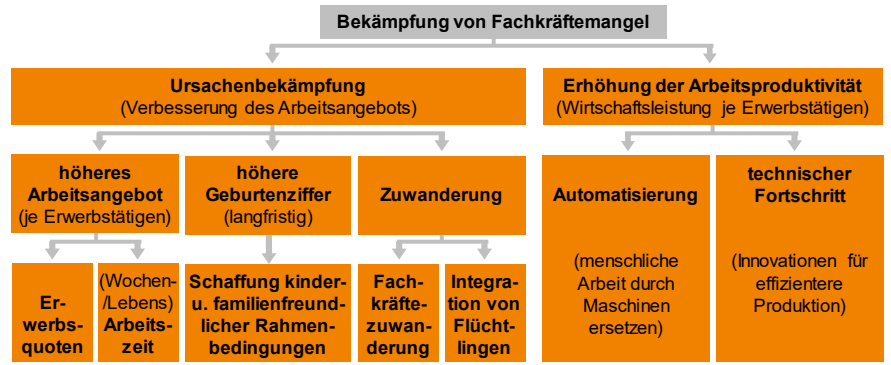 Bekämpfung von Fachkräftemangel
Ursachenbekämpfung
(Verbesserung des Arbeitsangebots)
Erhöhung der Arbeitsproduktivität
(Wirtschaftsleistung je Erwerbstätigen)
höheres
Arbeitsangebot
(je Erwerbstätigen)
höhere
Geburtenziffer
(langfristig)
Zuwanderung
Automatisierung
(menschliche
Arbeit durch
Maschinen
ersetzen)
technischer
Fortschritt
(Innovationen für
effizientere
Produktion)
Er-
werbs-
quoten
(Wochen-
/Lebens)
Arbeits-
zeit
Schaffung kinder-
u. familienfreund-
licher Rahmen-
bedingungen
Fach-
kräfte-
zuwan-
derung
Integra-
tion von
Flücht-
lingen